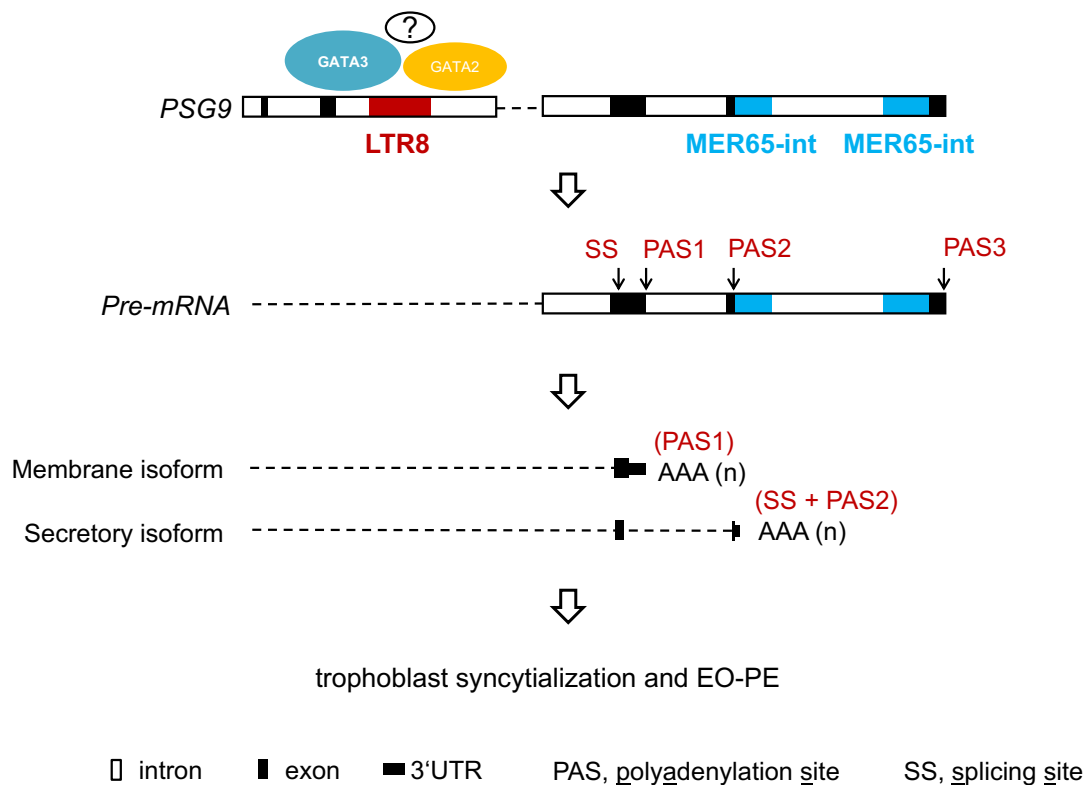 ?
GATA3 GATA2
PSG9
LTR8 MER65-int MER65-int
SS PAS1 PAS2 PAS3
Pre-mRNA
(PAS1)
Membrane isoform AAA (n)
(SS + PAS2)
Secretory isoform AAA (n)
trophoblast syncytialization and EO-PE
intron exon 3'UTR PAS, polyadenylation site SS, splicing site